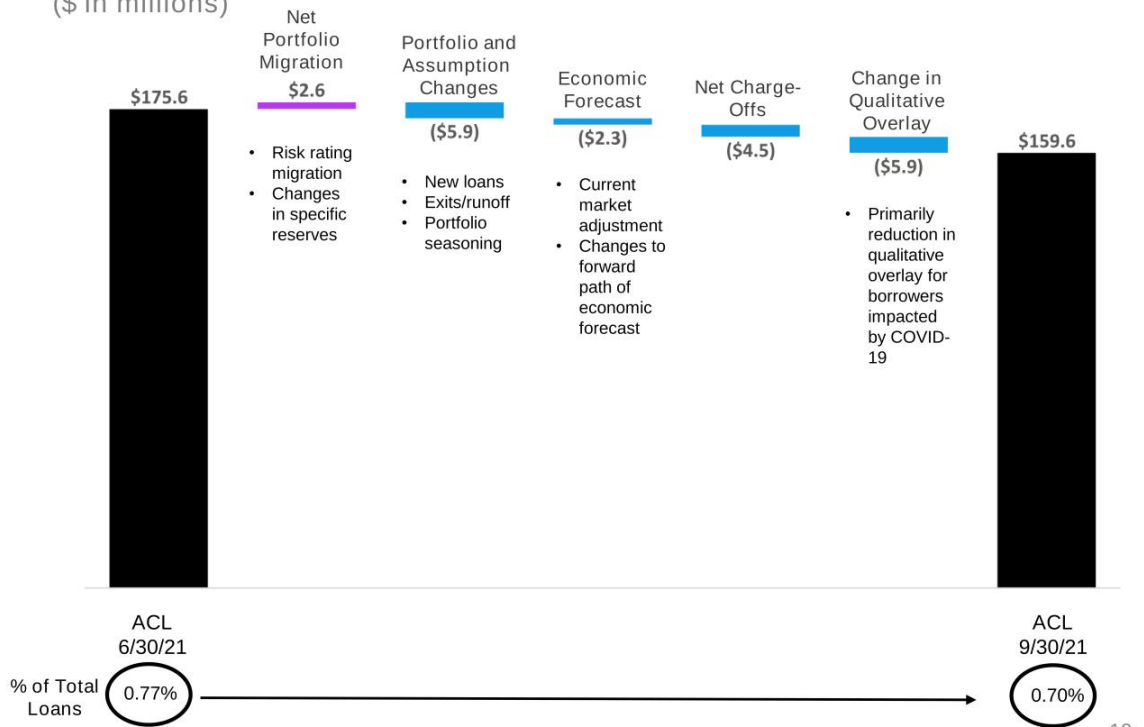 ($ in millions)
Net
Portfolio
Migration
$2.6
Portfolio and
Assumption
Changes
($5.9)
Economic
Forecast
($2.3)
Net Charge-
Offs
($4.5)
Change in
Qualitative
Overlay
($5.9)
$175.6
$159.6
• Risk rating
migration
• Changes
in specific
reserves
• New loans
• Exits/runoff
• Portfolio
seasoning
• Current
market
adjustment
• Changes to
forward
path of
economic
forecast
• Primarily
reduction in
qualitative
overlay for
borrowers
impacted
by COVID-
19
ACL
6/30/21
ACL
9/30/21
% of Total
Loans
0.77%
0.70%